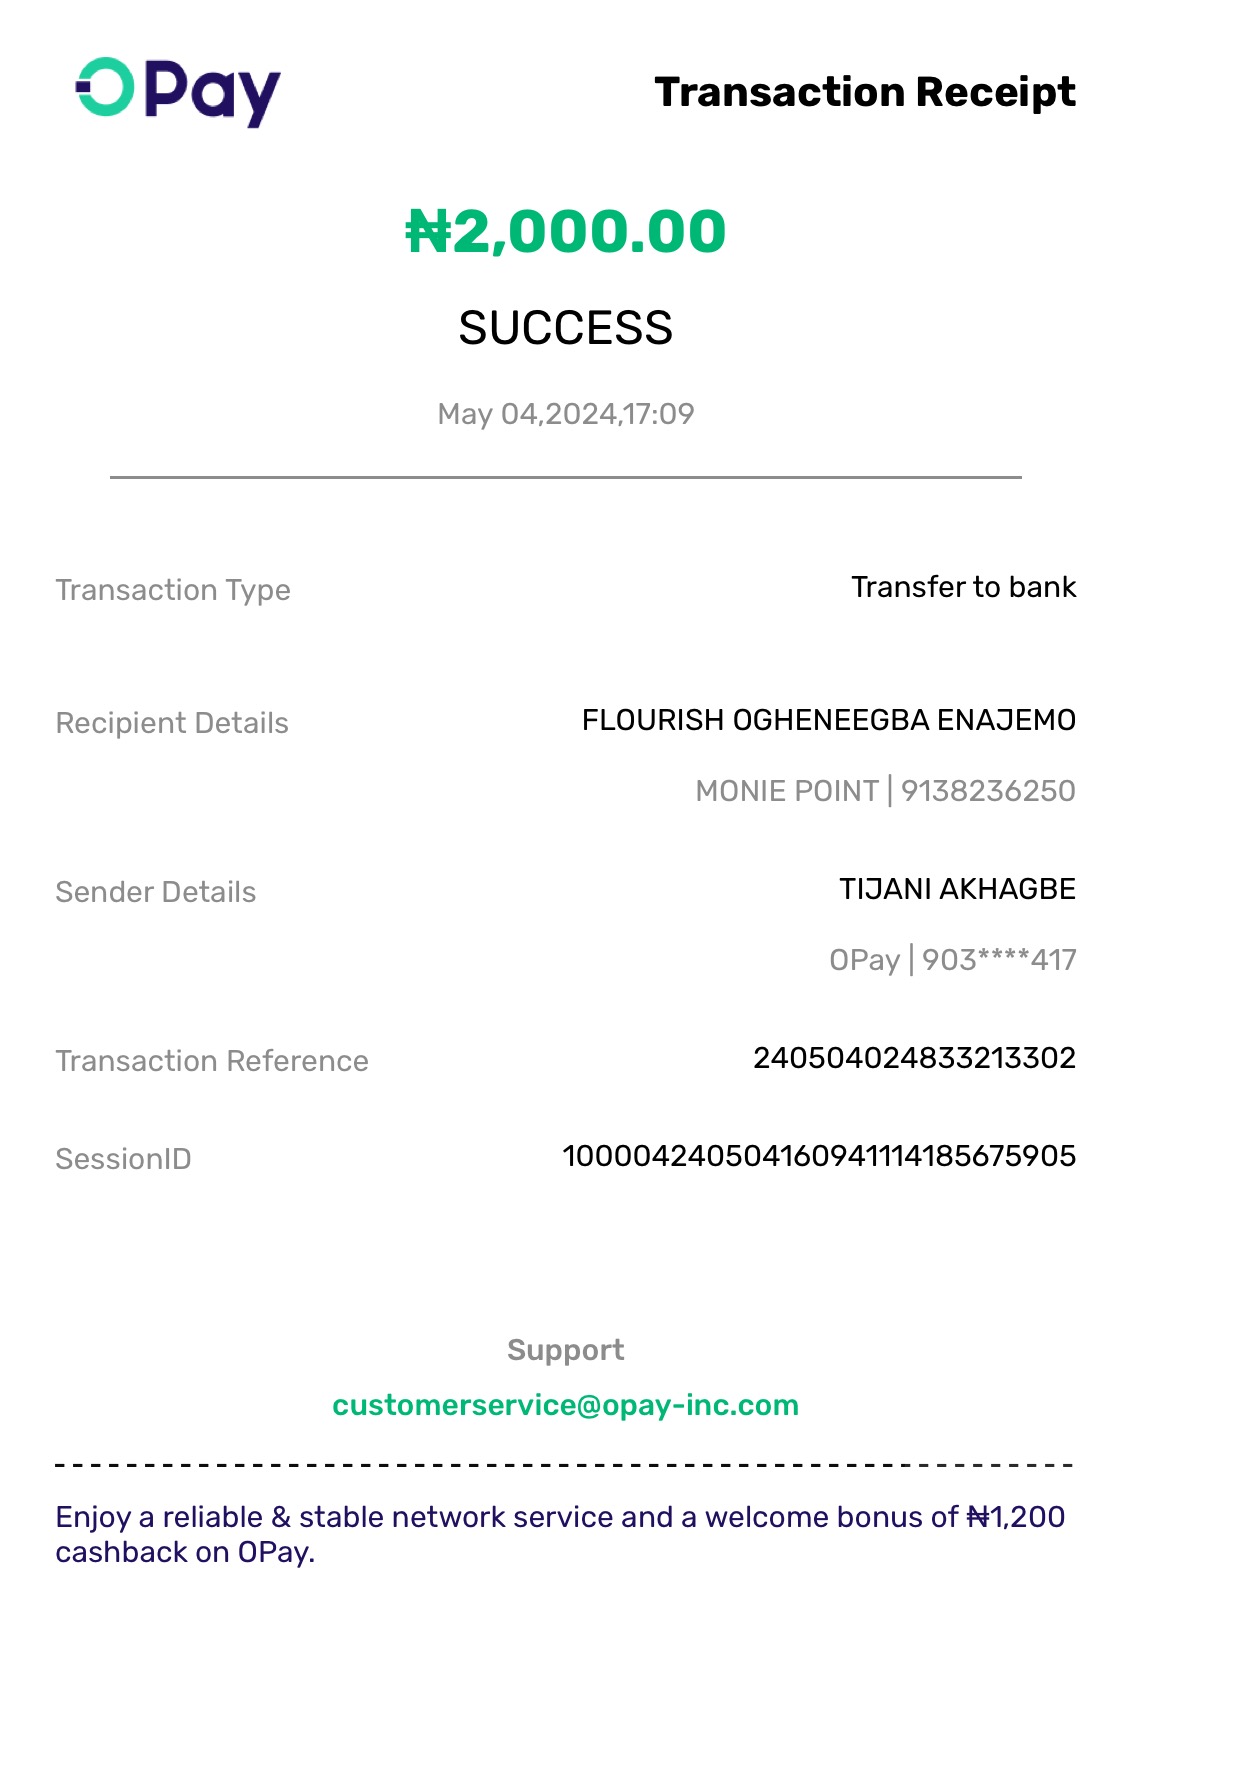 OPay
Transaction Receipt
₦2,000.00
SUCCESS
May 04,2024,17:09
Transaction Type
Transfer to bank
Recipient Details
FLOURISH OGHENEEGBA ENAJEMO
MONIE POINT | 9138236250
Sender Details
TIJANI AKHAGBE
OPay | 903****417
Transaction Reference
240504024833213302
SessionID
100004240504160941114185675905
Support
customerservice@opay-inc.com
Enjoy a reliable & stable network service and a welcome bonus of ₦1,200
cashback on OPay.